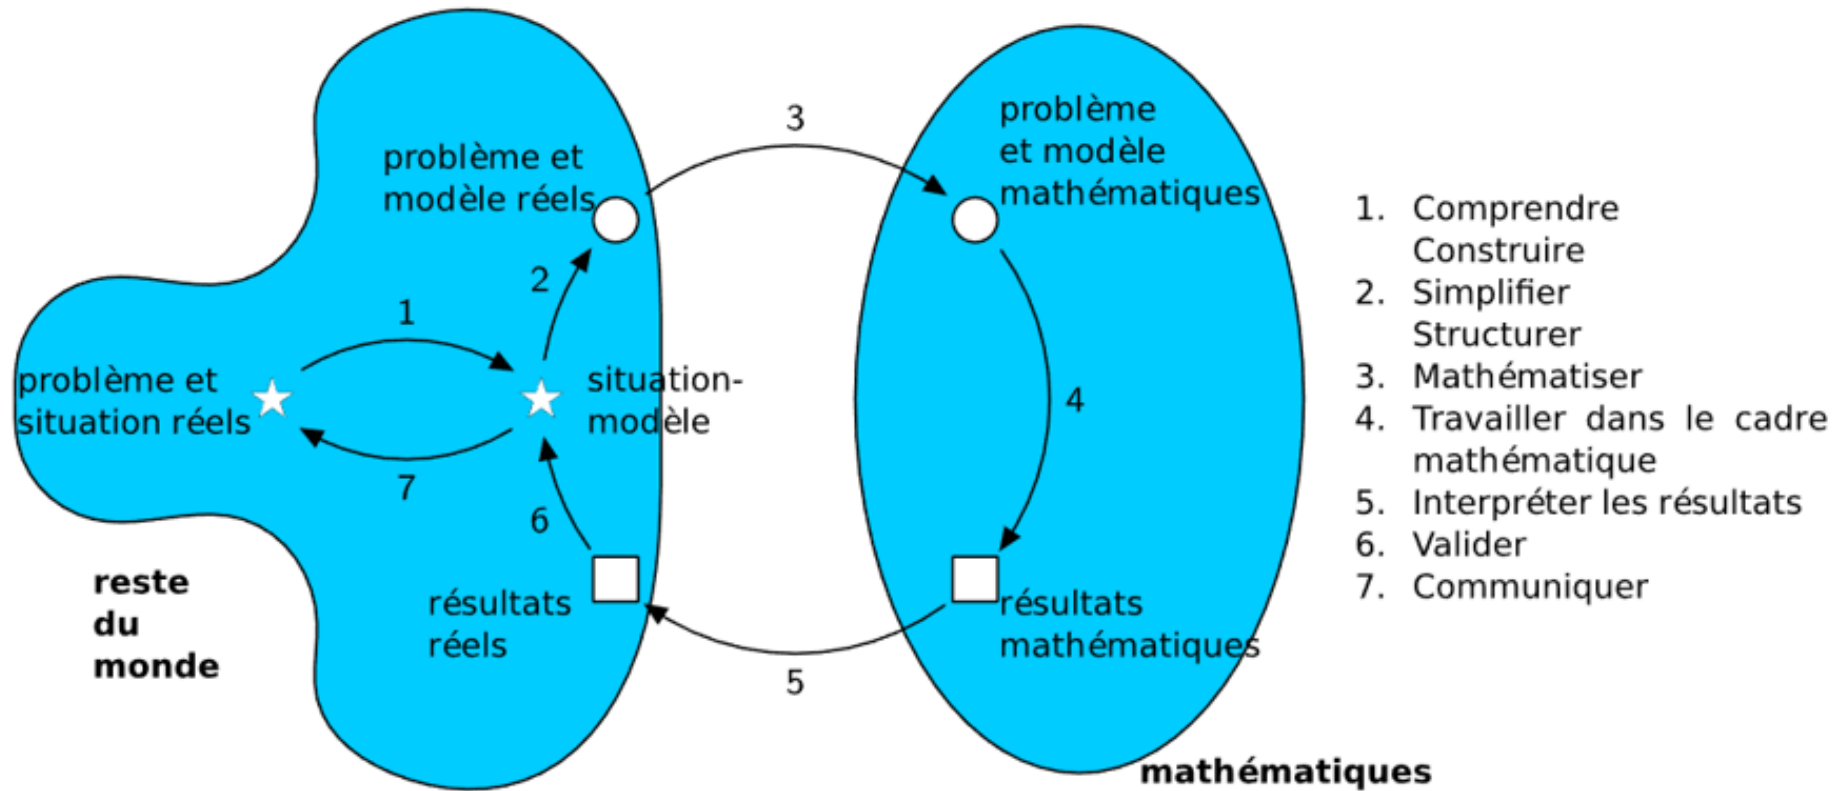 problème et
modèle réels
3
problème
et modèle
mathématiques
2
1
problème et
situation réels
situation-
modèle
4
7
6
reste
du
monde
résultats
réels
résultats
mathématiques
5
mathématiques
1. Comprendre
Construire
2. Simplifier
Structurer
3. Mathématiser
4. Travailler dans le cadre
mathématique
5. Interpréter les résultats
6. Valider
7. Communiquer